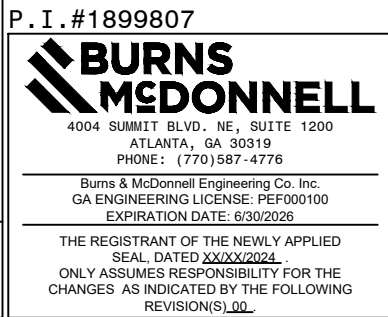 P.I.#1899807
BURNS
McDONNELL
4004 SUMMIT BLVD. NE, SUITE 1200
ATLANTA, GA 30319
PHONE: (770)587-4776
Burns & McDonnell Engineering Co. Inc.
GA ENGINEERING LICENSE: PEF000100
EXPIRATION DATE: 6/30/2026
THE REGISTRANT OF THE NEWLY APPLIED
SEAL, DATED XX/XX/2024 .
ONLY ASSUMES RESPONSIBILITY FOR THE
CHANGES AS INDICATED BY THE FOLLOWING
REVISION(S) 00 .